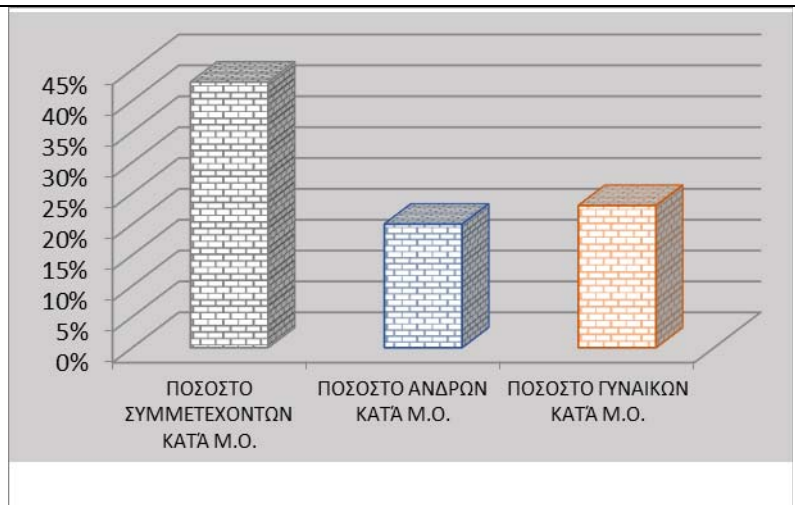 45%
40%
35%
30%
25%
20%
15%
10%
5%
0%
ΠΟΣΟΣΤΟ
ΣΥΜΜΕΤΕΧΟΝΤΩΝ
ΚΑΤΆ Μ.Ο.
ΠΟΣΟΣΤΟ ΑΝΔΡΩΝ
ΚΑΤΆ Μ.Ο.
ΠΟΣΟΣΤΟ ΓΥΝΑΙΚΩΝ
ΚΑΤΆ Μ.Ο.